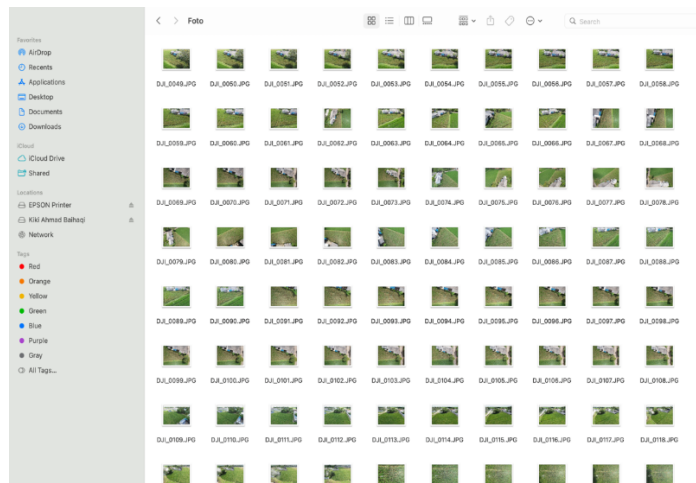 Foto
Search
Favorites
AirDrop
Recents
Applications
Desktop
Documents
Downloads
iCloud
iCloud Drive
Shared
Locations
EPSON Printer
Kiki Ahmad Baihaqi
Network
Tags
Red
Orange
Yellow
Green
Blue
Purple
Gray
All Tags...
DJI_0049.JPG DJI_0050.JPG DJI_0051.JPG DJI_0052.JPG DJI_0053.JPG DJI_0054.JPG DJI_0055.JPG DJI_0056.JPG DJI_0057.JPG DJI_0058.JPG
DJI_0059.JPG DJI_0060.JPG DJI_0061.JPG DJI_0062.JPG DJI_0063.JPG DJI_0064.JPG DJI_0065.JPG DJI_0066.JPG DJI_0067.JPG DJI_0068.JPG
DJI_0069.JPG DJI_0070.JPG DJI_0071.JPG DJI_0072.JPG DJI_0073.JPG DJI_0074.JPG DJI_0075.JPG DJI_0076.JPG DJI_0077.JPG DJI_0078.JPG
DJI_0079.JPG DJI_0080.JPG DJI_0081.JPG DJI_0082.JPG DJI_0083.JPG DJI_0084.JPG DJI_0085.JPG DJI_0086.JPG DJI_0087.JPG DJI_0088.JPG
DJI_0089.JPG DJI_0090.JPG DJI_0091.JPG DJI_0092.JPG DJI_0093.JPG DJI_0094.JPG DJI_0095.JPG DJI_0096.JPG DJI_0097.JPG DJI_0098.JPG
DJI_0099.JPG DJI_0100.JPG DJI_0101.JPG DJI_0102.JPG DJI_0103.JPG DJI_0104.JPG DJI_0105.JPG DJI_0106.JPG DJI_0107.JPG DJI_0108.JPG
DJI_0109.JPG DJI_0110.JPG DJI_0111.JPG DJI_0112.JPG DJI_0113.JPG DJI_0114.JPG DJI_0115.JPG DJI_0116.JPG DJI_0117.JPG DJI_0118.JPG